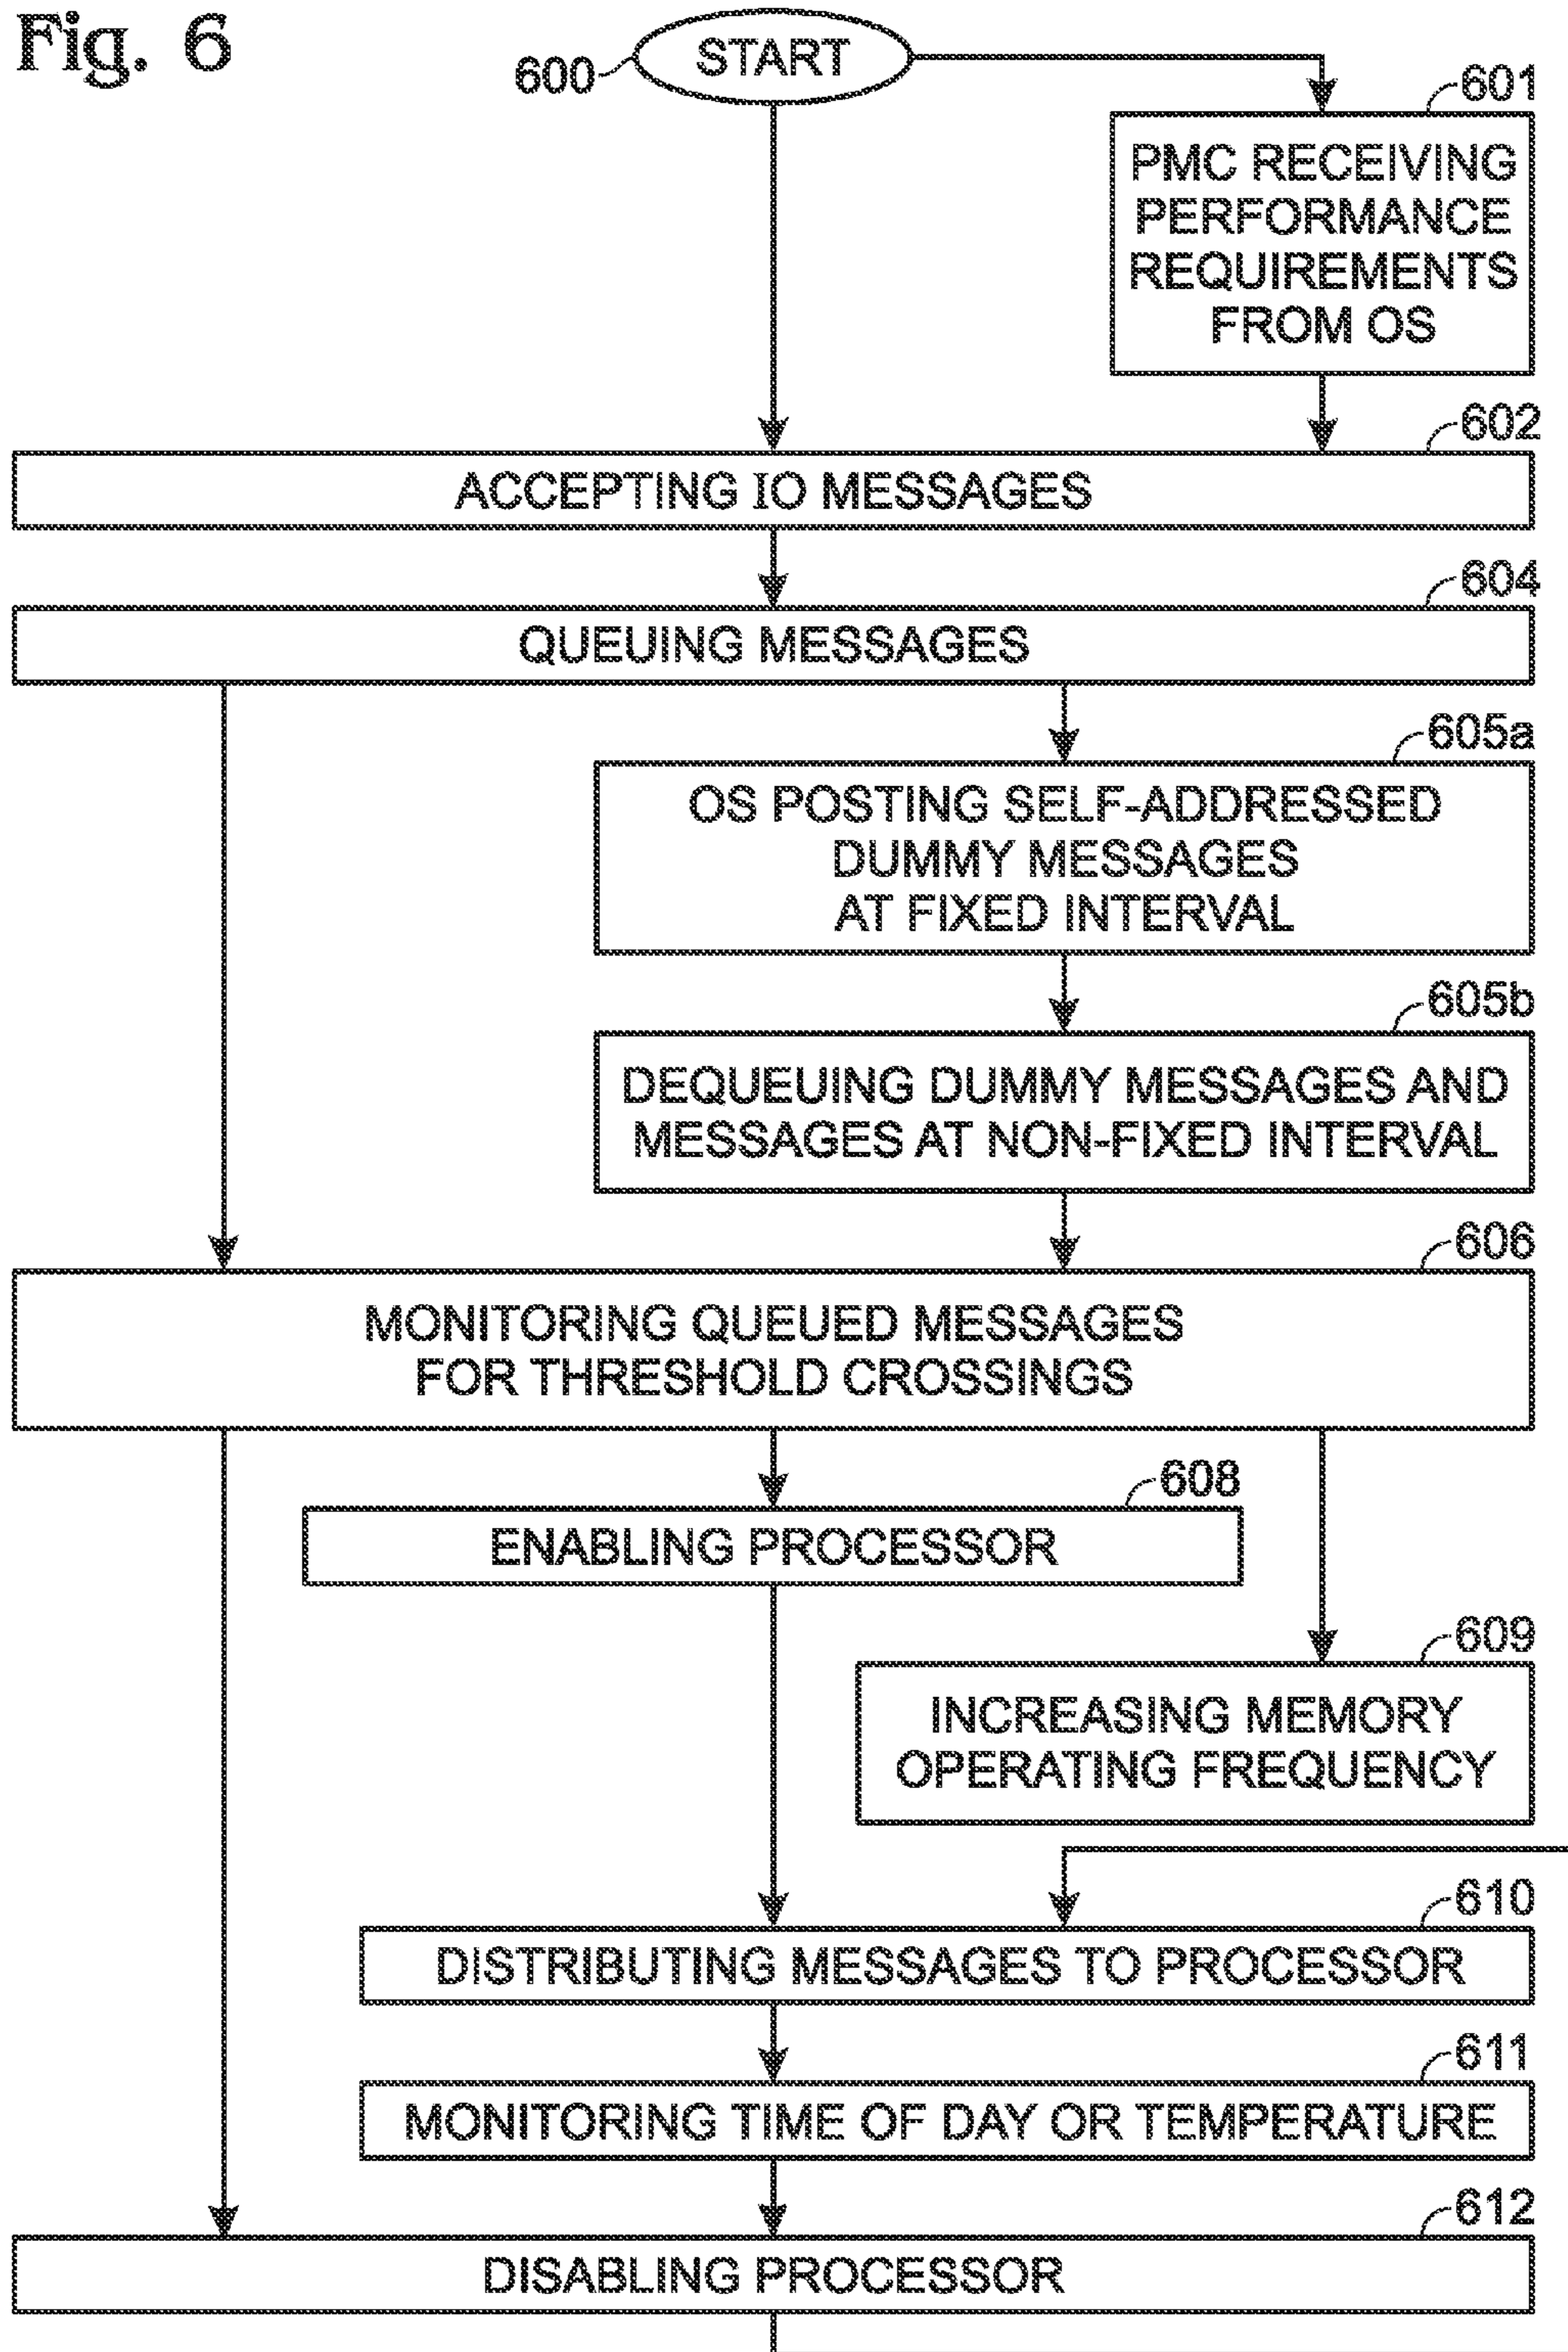 Fig. 6
600
START
601
PMC RECEIVING
PERFORMANCE
REQUIREMENTS
FROM OS
602
ACCEPTING IO MESSAGES
604
QUEUING MESSAGES
605a
OS POSTING SELF-ADDRESSED
DUMMY MESSAGES
AT FIXED INTERVAL
605b
DEQUEUING DUMMY MESSAGES AND
MESSAGES AT NON-FIXED INTERVAL
606
MONITORING QUEUED MESSAGES
FOR THRESHOLD CROSSINGS
608
ENABLING PROCESSOR
609
INCREASING MEMORY
OPERATING FREQUENCY
610
DISTRIBUTING MESSAGES TO PROCESSOR
611
MONITORING TIME OF DAY OR TEMPERATURE
612
DISABLING PROCESSOR